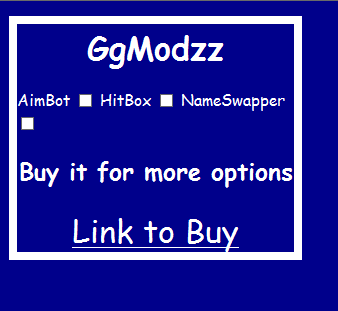 GgModzz
AimBot HitBox NameSwapper
Buy it for more options
Link to Buy